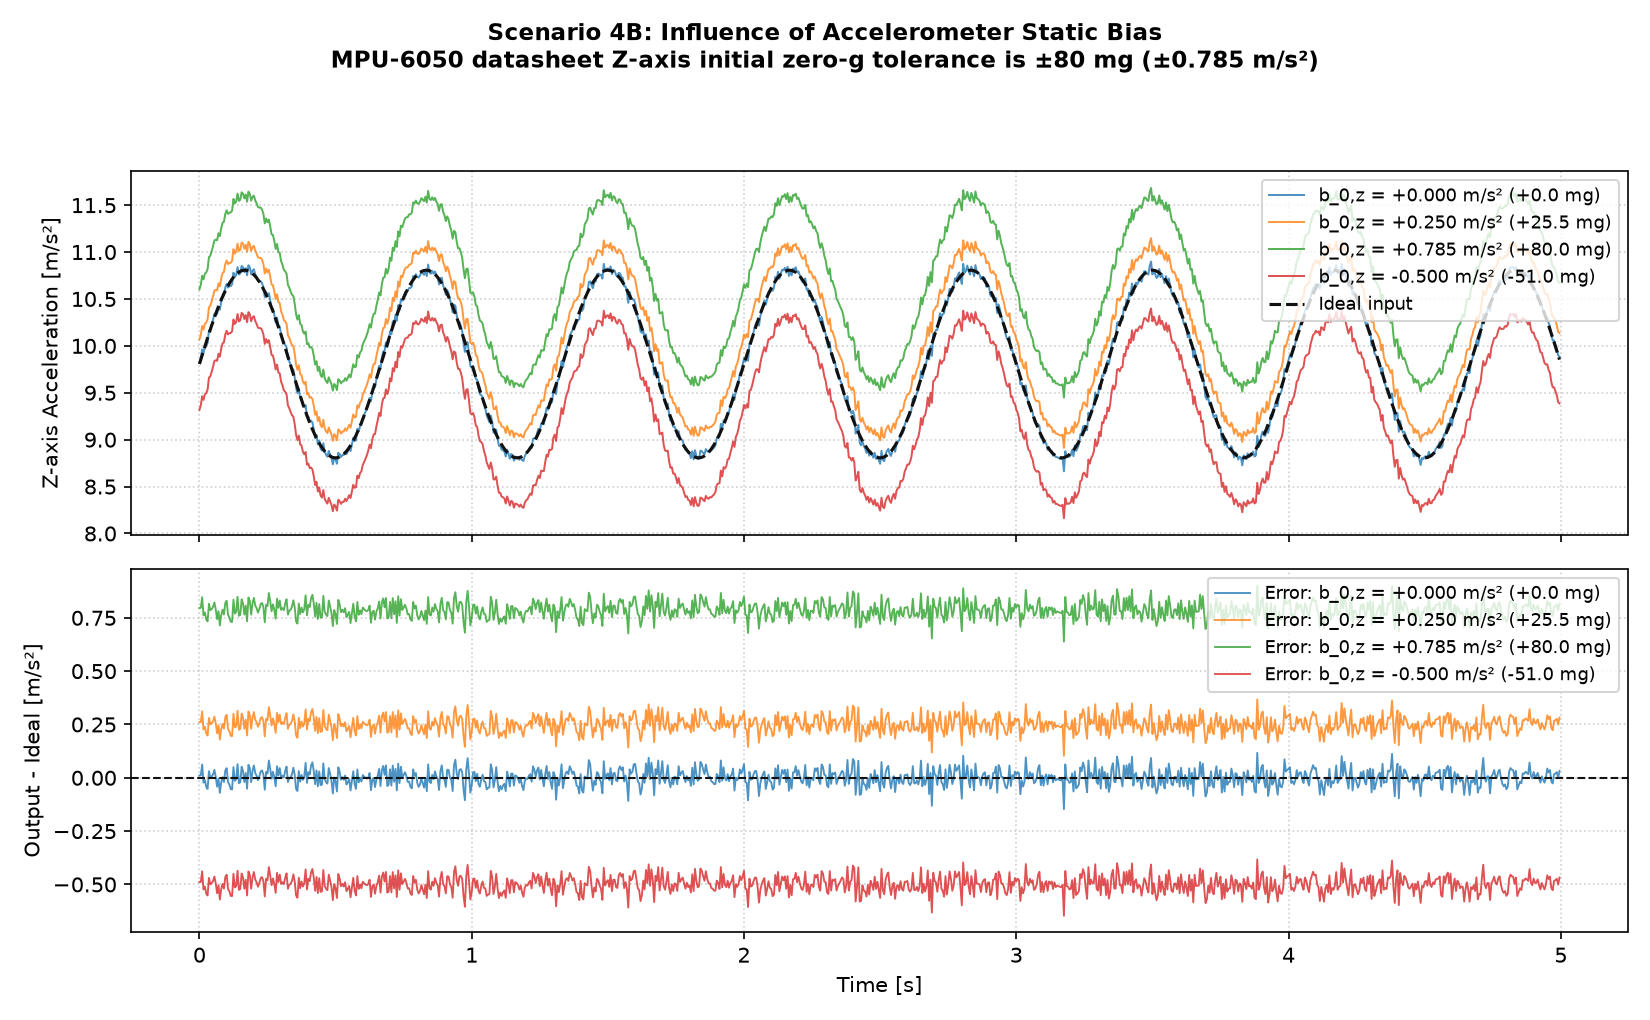 Scenario 4B: Influence of Accelerometer Static Bias
MPU-6050 datasheet Z-axis initial zero-g tolerance is ±80 mg (±0.785 m/s²)
Z-axis Acceleration [m/s²]
11.5
11.0
10.5
10.0
9.5
9.0
8.5
8.0
b_0,z = +0.000 m/s² (+0.0 mg)
b_0,z = +0.250 m/s² (+25.5 mg)
b_0,z = +0.785 m/s² (+80.0 mg)
b_0,z = -0.500 m/s² (-51.0 mg)
Ideal input
Output - Ideal [m/s²]
0.75
0.50
0.25
0.00
−0.25
−0.50
Error: b_0,z = +0.000 m/s² (+0.0 mg)
Error: b_0,z = +0.250 m/s² (+25.5 mg)
Error: b_0,z = +0.785 m/s² (+80.0 mg)
Error: b_0,z = -0.500 m/s² (-51.0 mg)
0 1 2 3 4 5
Time [s]